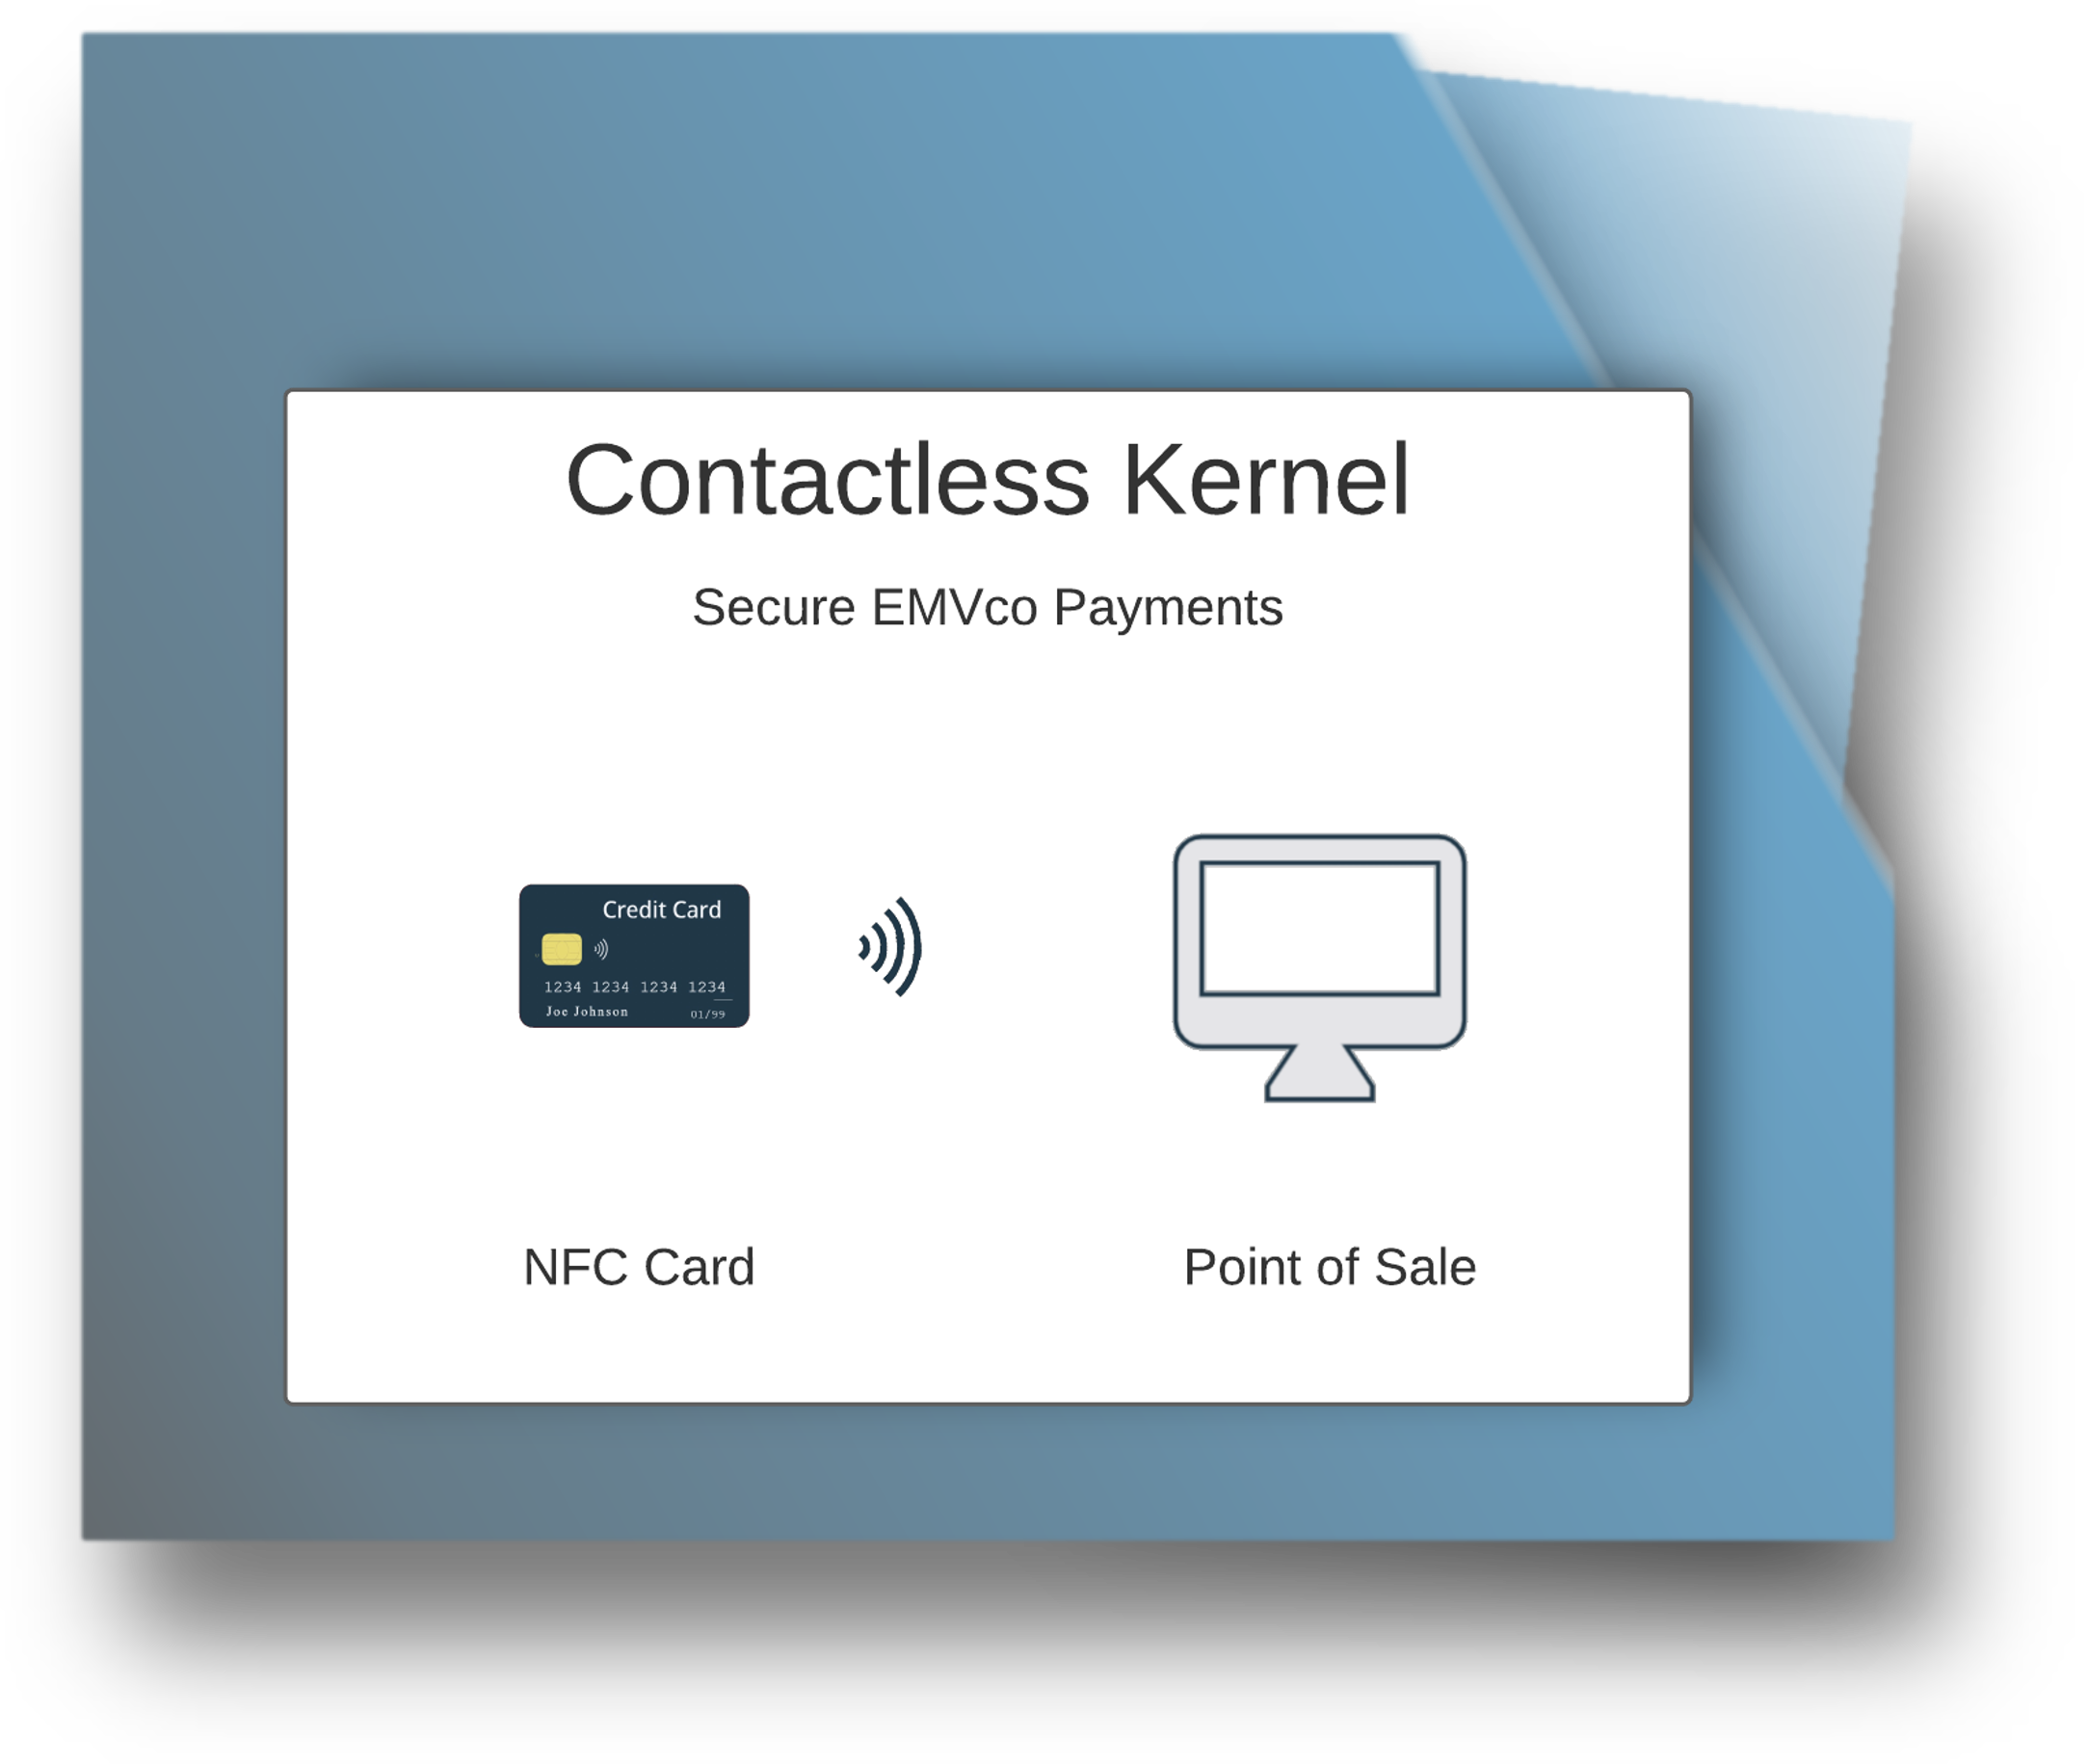 Contactless Kernel
Secure EMVco Payments
Credit Card
1234 1234 1234 1234
Joe Johnson 01/99
NFC Card
Point of Sale